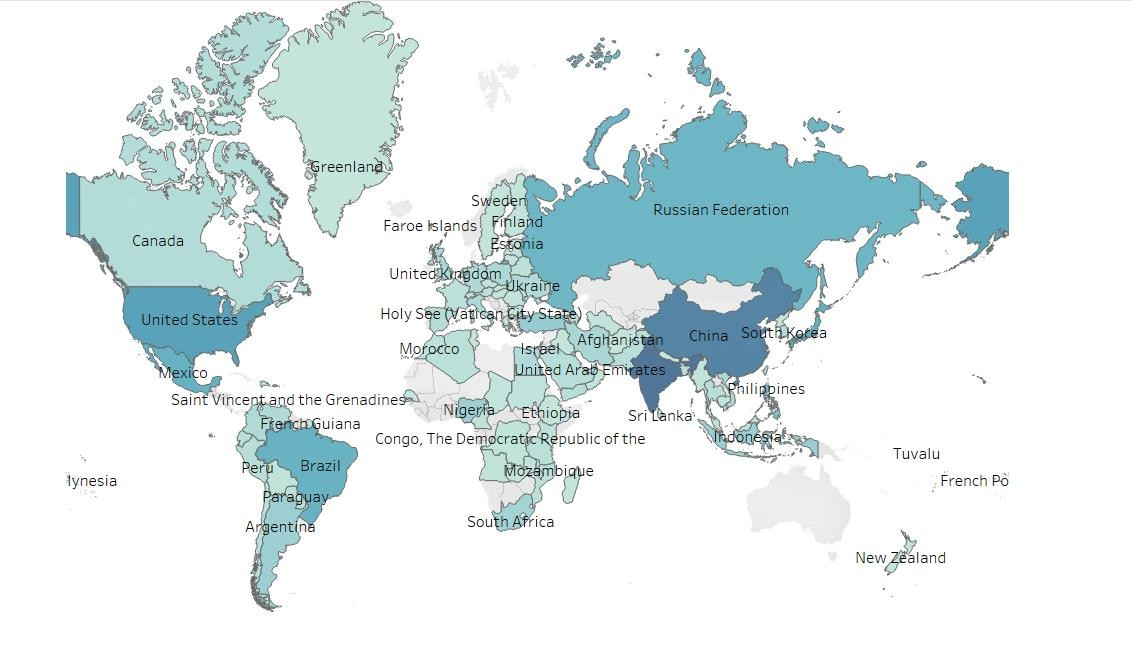 Greenland
Sweden
Russian Federation
Finland
Faroe Islands
Canada
Estonia
United Kingdom
Ukraine
Holy See (Vatican City State)
United States
South Korea
China
Afghanistan
Morocco
Israel
United Arab Emirates
Mexico
Philippines
Saint Vincent and the Grenadines
Nigeria
Ethiopia
Sri Lanka
French Guiana
Indonesia
Congo, The Democratic Republic of the
Tuvalu
Brazil
Peru
Mozambique
lynesia
French Po
Paraguay
South Africa
Argentina
New Zealand